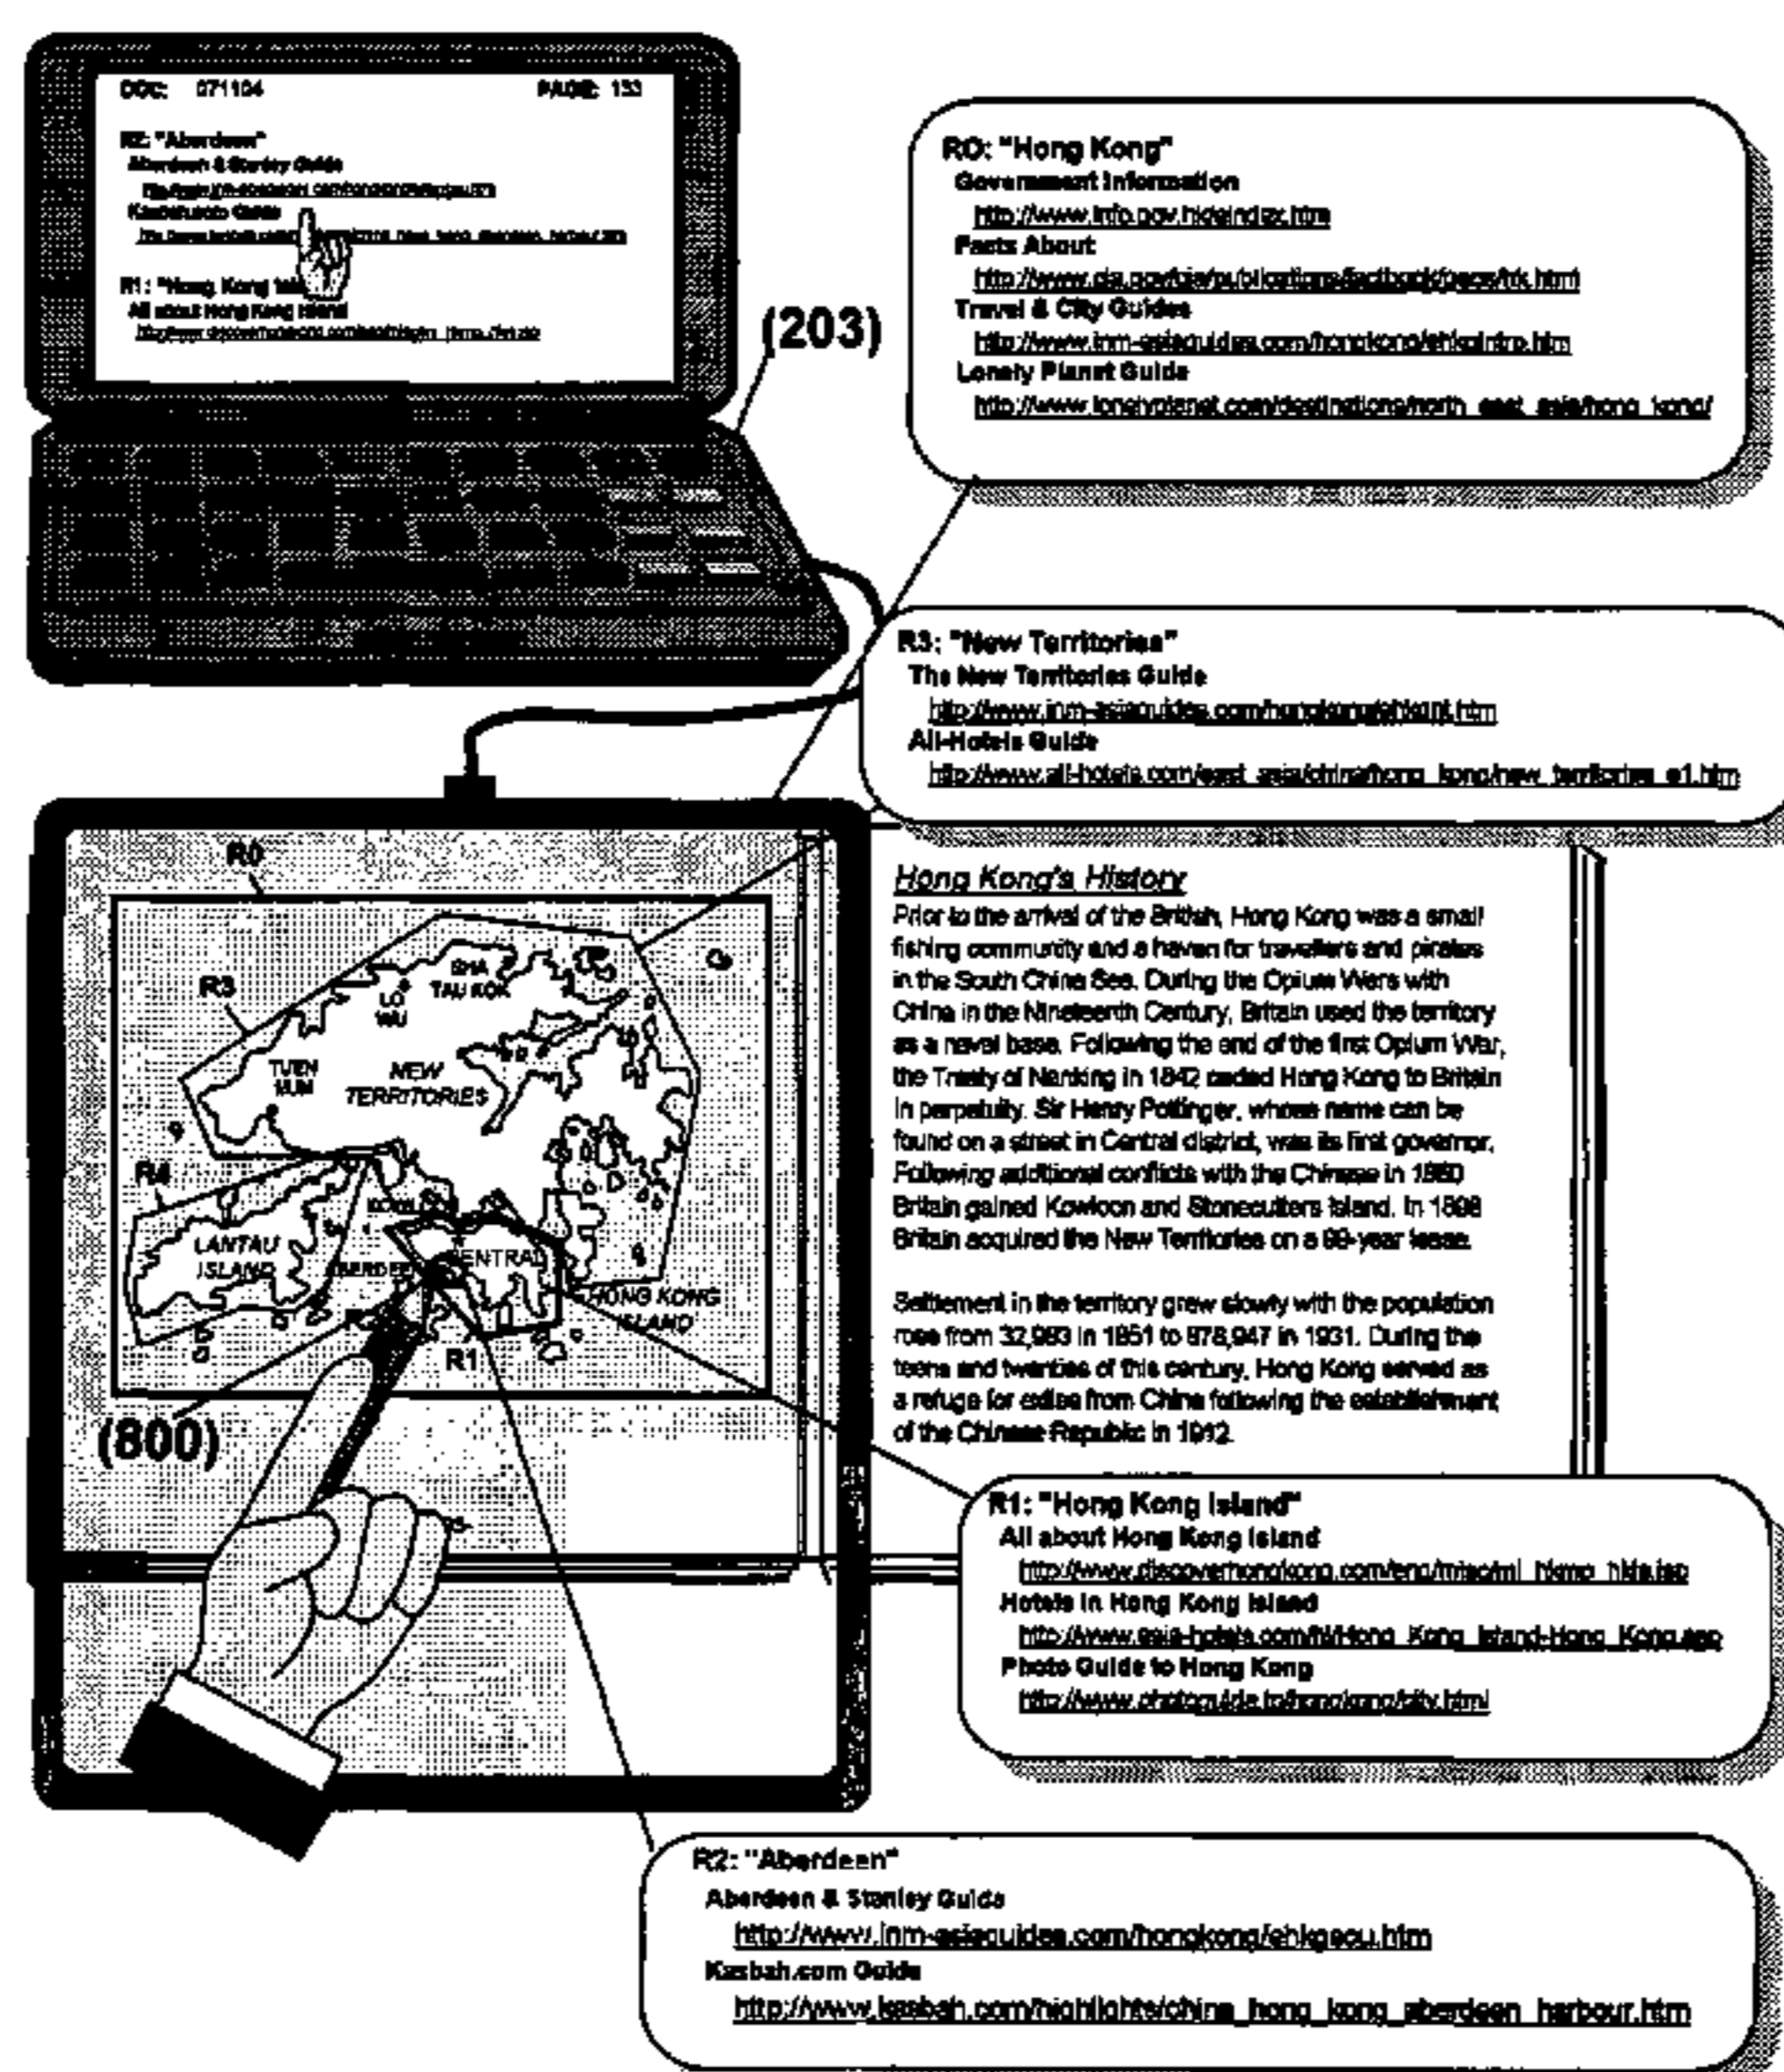 DOC: 071104 PAGE: 133
R2: "Aberdeen"
Aberdeen & Stanley Guide
R1: "Hong Kong
All about Hong Kong Island
(203)
R0: "Hong Kong"
Government Information
Facts About
Travel & City Guides
Lonely Planet Guide
http://www.lonelyplanet.com/destinations/north_east_asia/hong_kong/
R3: "New Territories"
The New Territories Guide
All-Hotels Guide
http://www.all-hotels.com/east_asia/china/hong_kong/new_territories_e1.htm
R0
R3
SHA
TAU KOK
LO
WU
TUEN
MUN
NEW
TERRITORIES
R4
LANTAU
ISLAND
CENTRAL
HONG KONG
ISLAND
R1
(800)
Hong Kong's History
Prior to the arrival of the British, Hong Kong was a small
fishing community and a haven for travellers and pirates
in the South China Sea. During the Opium Wars with
China in the Nineteenth Century, Britain used the territory
as a naval base. Following the end of the first Opium War,
the Treaty of Nanking in 1842 ceded Hong Kong to Britain
in perpetuity. Sir Henry Pottinger, whose name can be
found on a street in Central district, was its first governor.
Following additional conflicts with the Chinese in 1860
Britain gained Kowloon and Stonecutters Island. In 1898
Britain acquired the New Territories on a 99-year lease.
Settlement in the territory grew slowly with the population
rose from 32,983 in 1851 to 878,947 in 1931. During the
teens and twenties of this century, Hong Kong served as
a refuge for exiles from China following the establishment
of the Chinese Republic in 1912.
R1: "Hong Kong Island"
All about Hong Kong Island
Hotels in Hong Kong Island
Photo Guide to Hong Kong
http://www.photoguide.to/hongkong/city.html
R2: "Aberdeen"
Aberdeen & Stanley Guide
http://www.inm-asiaguides.com/hongkong/ehkgacu.htm
Kasbah.com Guide
http://www.kasbah.com/highlights/china_hong_kong_aberdeen_harbour.htm